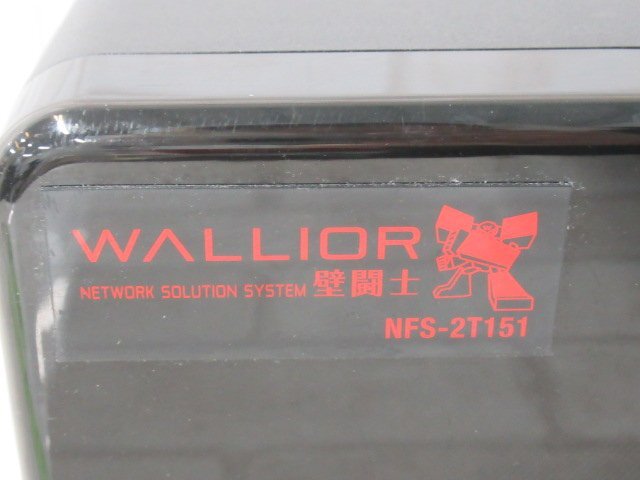 WALLIOR
NETWORK SOLUTION SYSTEM 壁闘士
NFS-2T151